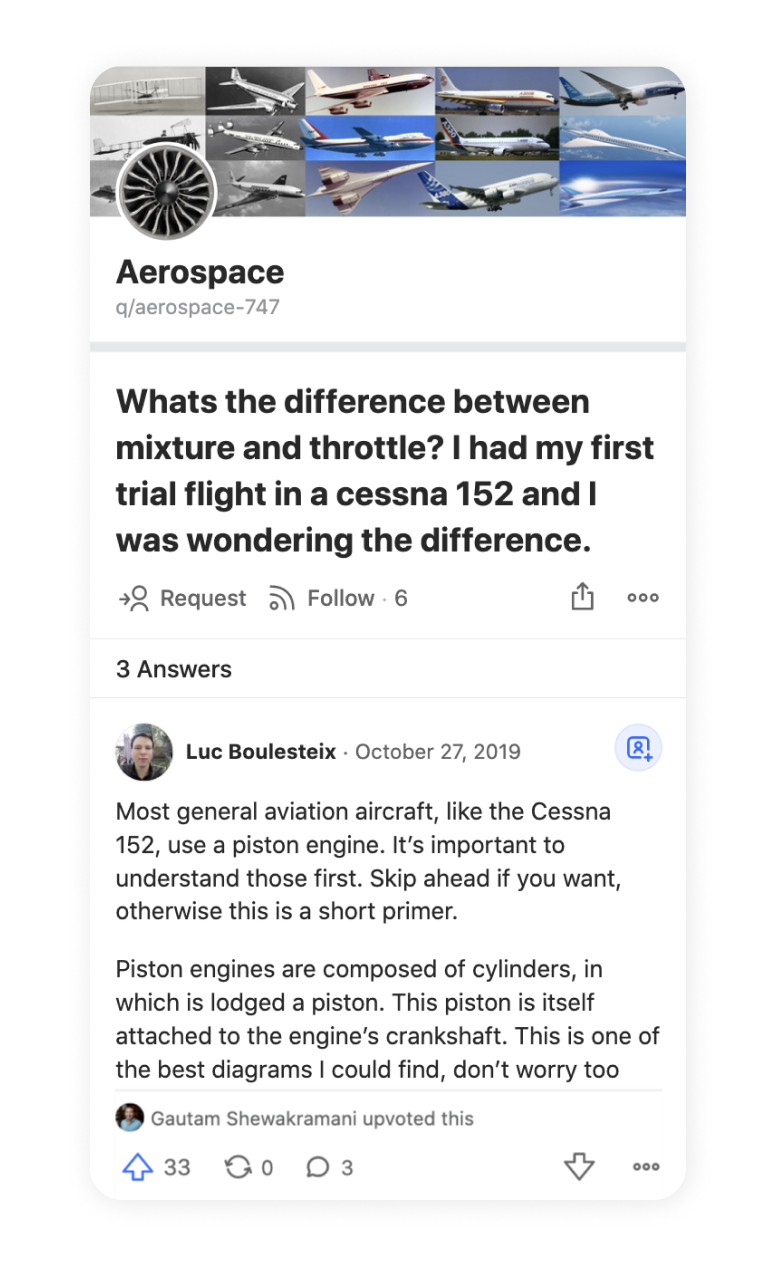 Aerospace
q/aerospace-747
Whats the difference between
mixture and throttle? I had my first
trial flight in a cessna 152 and I
was wondering the difference.
Request Follow · 6
3 Answers
Luc Boulesteix · October 27, 2019
Most general aviation aircraft, like the Cessna
152, use a piston engine. It’s important to
understand those first. Skip ahead if you want,
otherwise this is a short primer.
Piston engines are composed of cylinders, in
which is lodged a piston. This piston is itself
attached to the engine’s crankshaft. This is one of
the best diagrams I could find, don’t worry too
Gautam Shewakramani upvoted this
33 0 3